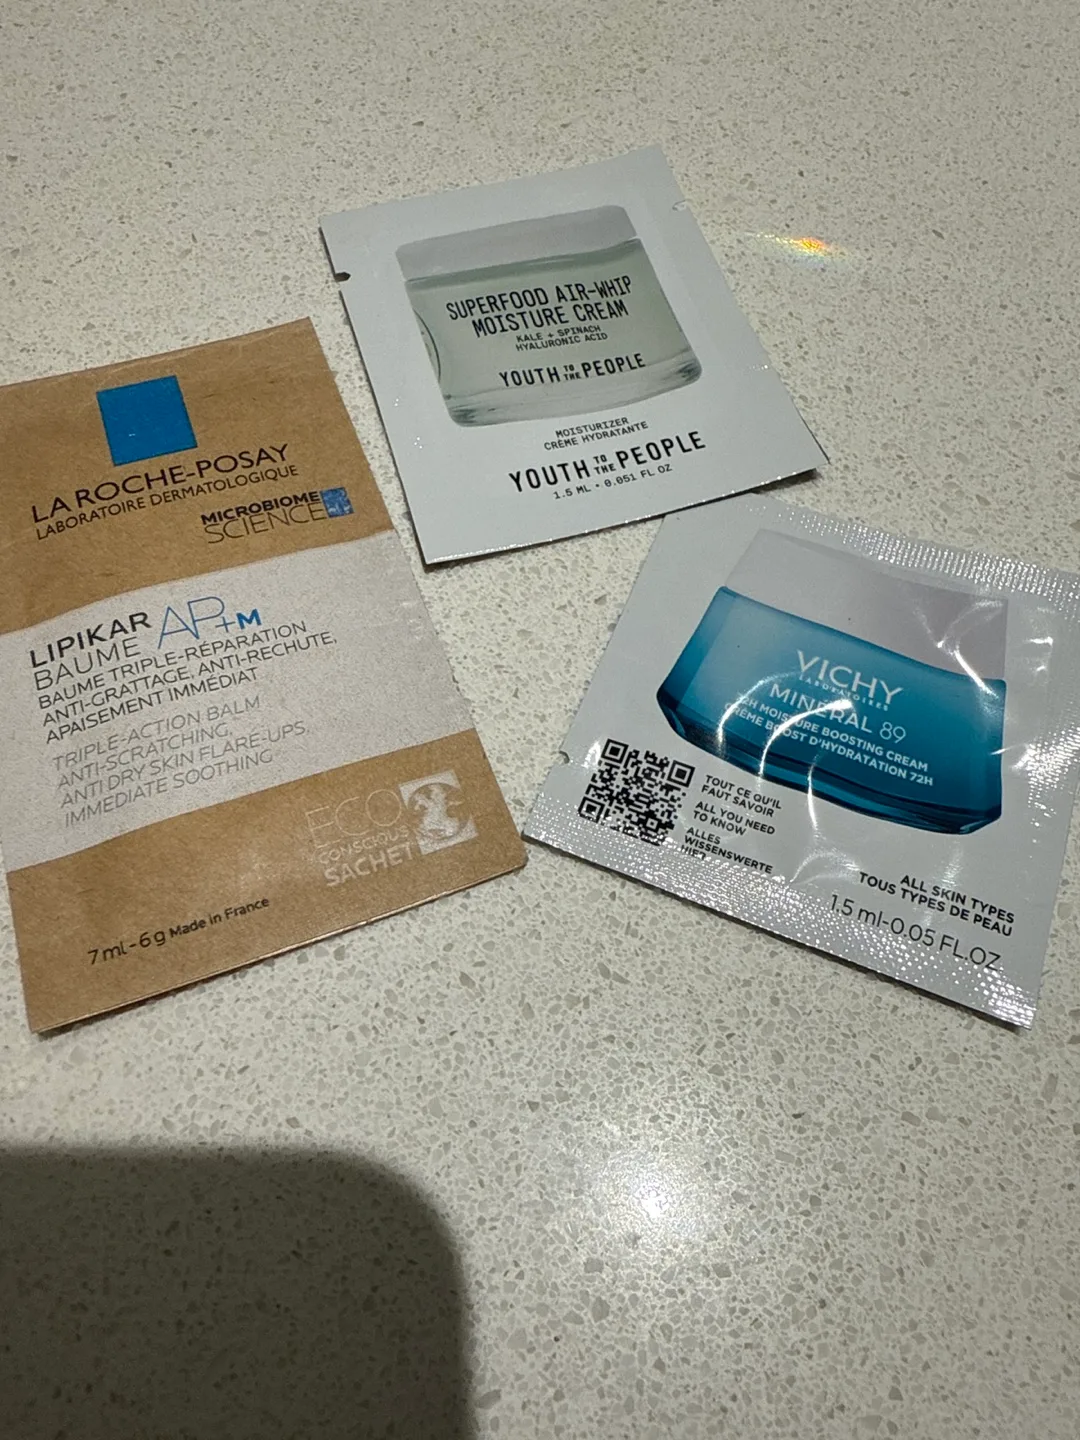 SUPERFOOD AIR-WHIP
MOISTURE CREAM
KALE + SPINACH
HYALURONIC ACID
YOUTH TO THE PEOPLE
MOISTURIZER
CRÈME HYDRATANTE
YOUTH TO THE PEOPLE
1.5 ML • 0.051 FL OZ
LA ROCHE-POSAY
LABORATOIRE DERMATOLOGIQUE
MICROBIOME
SCIENCE
LIPIKAR AP+M
BAUME
BAUME TRIPLE-RÉPARATION
ANTI-GRATTAGE, ANTI-RECHUTE,
APAISEMENT IMMÉDIAT
TRIPLE-ACTION BALM
ANTI-SCRATCHING,
ANTI DRY SKIN FLARE-UPS,
IMMEDIATE SOOTHING
ECO
CONSCIOUS
SACHET
7 ml - 6 g Made in France
VICHY
LABORATOIRES
MINERAL 89
72H MOISTURE BOOSTING CREAM
CRÈME BOOST D'HYDRATATION 72H
TOUT CE QU'IL
FAUT SAVOIR
ALL YOU NEED
TO KNOW
ALLES
WISSENSWERTE
HIER
ALL SKIN TYPES
TOUS TYPES DE PEAU
1.5 ml-0.05 FL.OZ